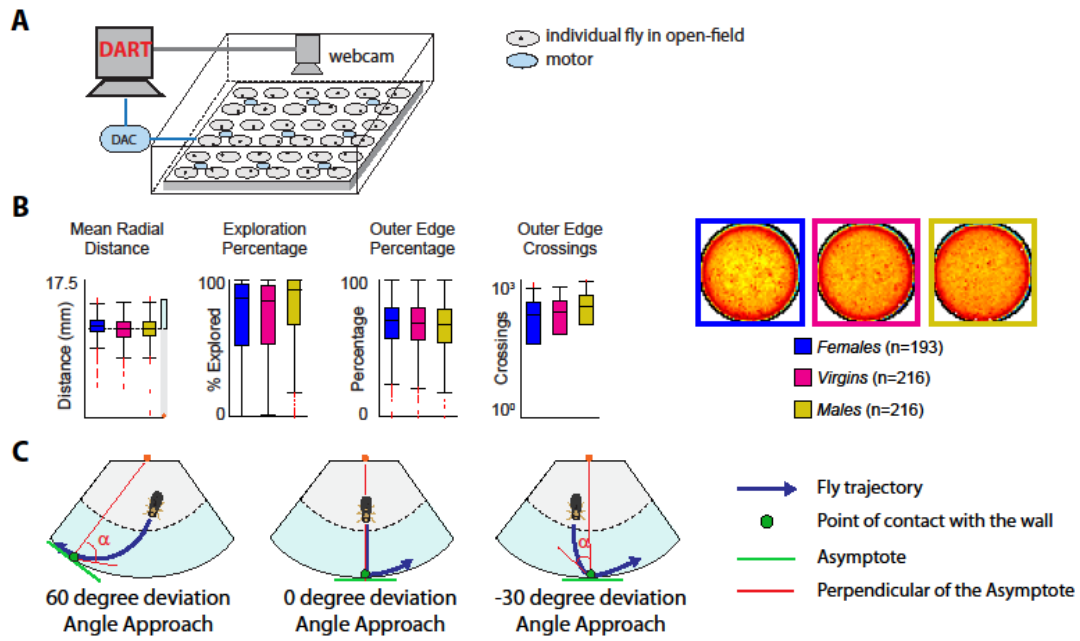 A
DART
webcam
DAC
individual fly in open-field
motor
B
Mean Radial
Distance
17.5
Distance (mm)
0
Exploration
Percentage
100
% Explored
0
Outer Edge
Percentage
100
Percentage
0
Outer Edge
Crossings
10³
Crossings
10⁰
Females (n=193)
Virgins (n=216)
Males (n=216)
C
α
60 degree deviation
Angle Approach
0 degree deviation
Angle Approach
α
-30 degree deviation
Angle Approach
Fly trajectory
Point of contact with the wall
Asymptote
Perpendicular of the Asymptote